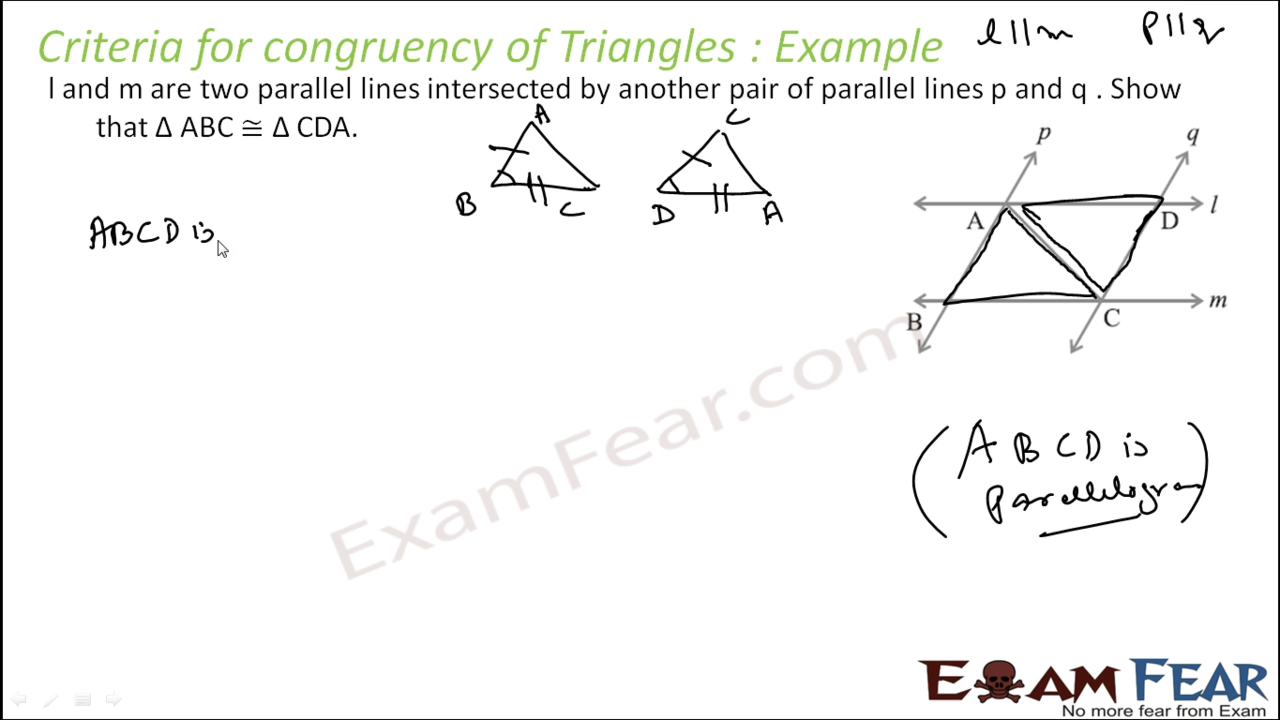 Criteria for congruency of Triangles : Example
l||m p||q
l and m are two parallel lines intersected by another pair of parallel lines p and q . Show
that Δ ABC ≅ Δ CDA.
A
B
C
C
D
A
ABCD is
p
q
A
D
l
B
C
m
ExamFear.com
(A B C D is
Parallelogram)
EXAM FEAR
No more fear from Exam